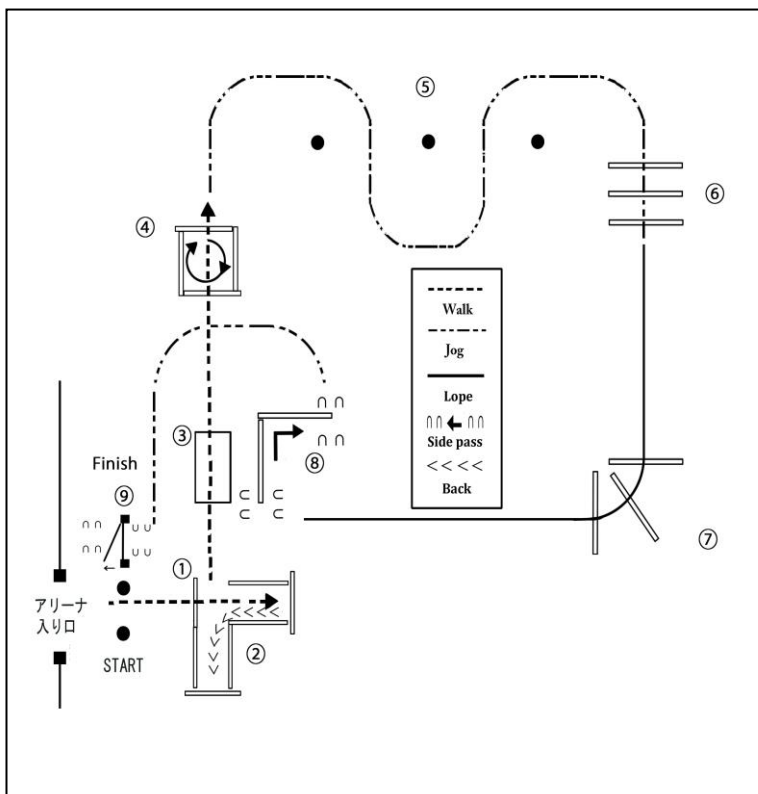 ⑤
⑥
④
Walk
Jog
Lope
Side pass
Back
③
⑧
Finish
⑨
⑦
①
アリーナ
入り口
②
START